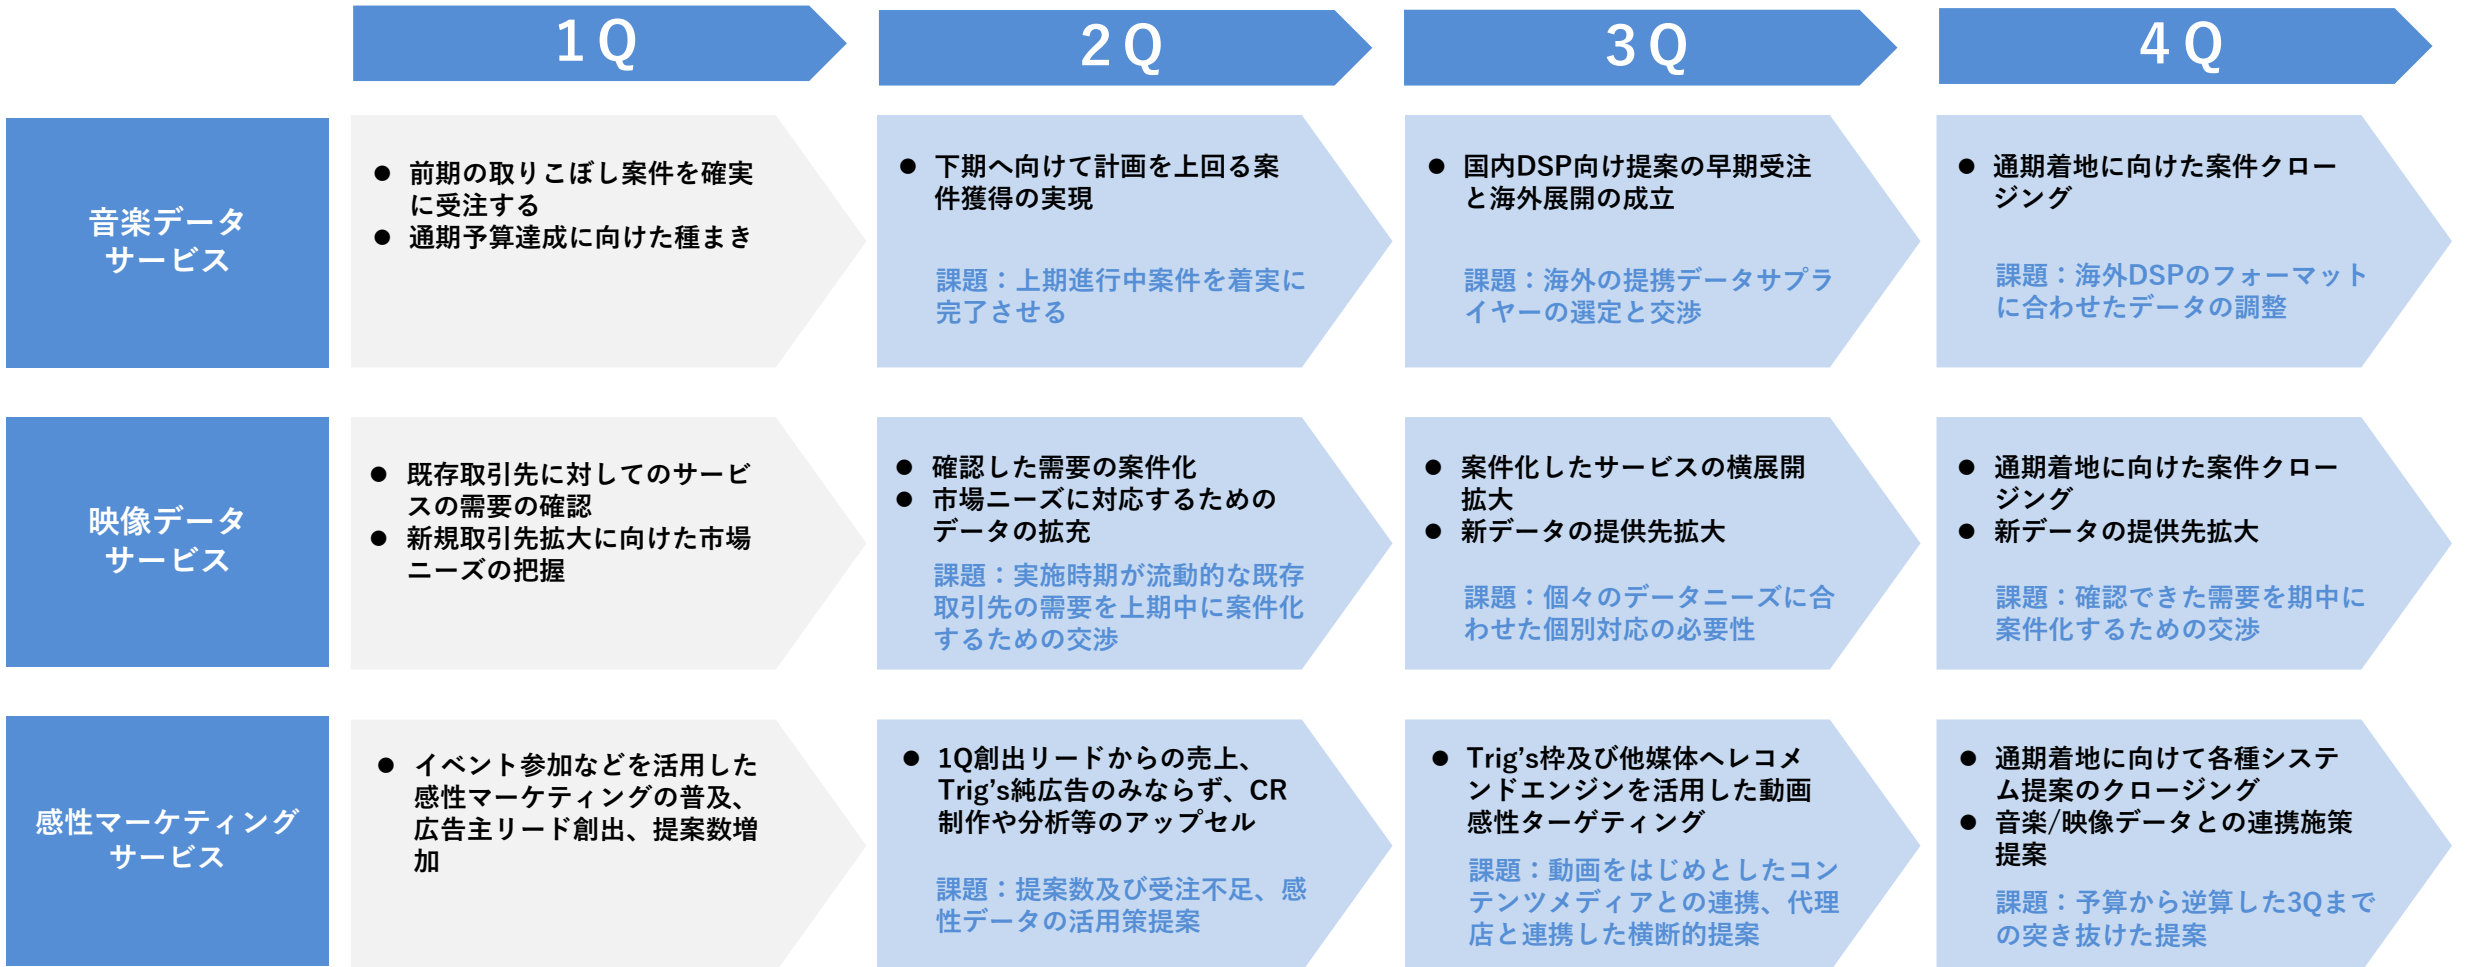 1Q
2Q
3Q
4Q
音楽データ
サービス
● 前期の取りこぼし案件を確実
に受注する
● 通期予算達成に向けた種まき
● 下期へ向けて計画を上回る案
件獲得の実現
課題：上期進行中案件を着実に
完了させる
● 国内DSP向け提案の早期受注
と海外展開の成立
課題：海外の提携データサプラ
イヤーの選定と交渉
● 通期着地に向けた案件クロー
ジング
課題：海外DSPのフォーマット
に合わせたデータの調整
映像データ
サービス
● 既存取引先に対してのサービ
スの需要の確認
● 新規取引先拡大に向けた市場
ニーズの把握
● 確認した需要の案件化
● 市場ニーズに対応するための
データの拡充
課題：実施時期が流動的な既存
取引先の需要を上期中に案件化
するための交渉
● 案件化したサービスの横展開
拡大
● 新データの提供先拡大
課題：個々のデータニーズに合
わせた個別対応の必要性
● 通期着地に向けた案件クロー
ジング
● 新データの提供先拡大
課題：確認できた需要を期中に
案件化するための交渉
感性マーケティング
サービス
● イベント参加などを活用した
感性マーケティングの普及、
広告主リード創出、提案数増
加
● 1Q創出リードからの売上、
Trig’s純広告のみならず、CR
制作や分析等のアップセル
課題：提案数及び受注不足、感
性データの活用策提案
● Trig’s枠及び他媒体へレコメ
ンドエンジンを活用した動画
感性ターゲティング
課題：動画をはじめとしたコン
テンツメディアとの連携、代理
店と連携した横断的提案
● 通期着地に向けて各種システ
ム提案のクロージング
● 音楽/映像データとの連携施策
提案
課題：予算から逆算した3Qまで
の突き抜けた提案